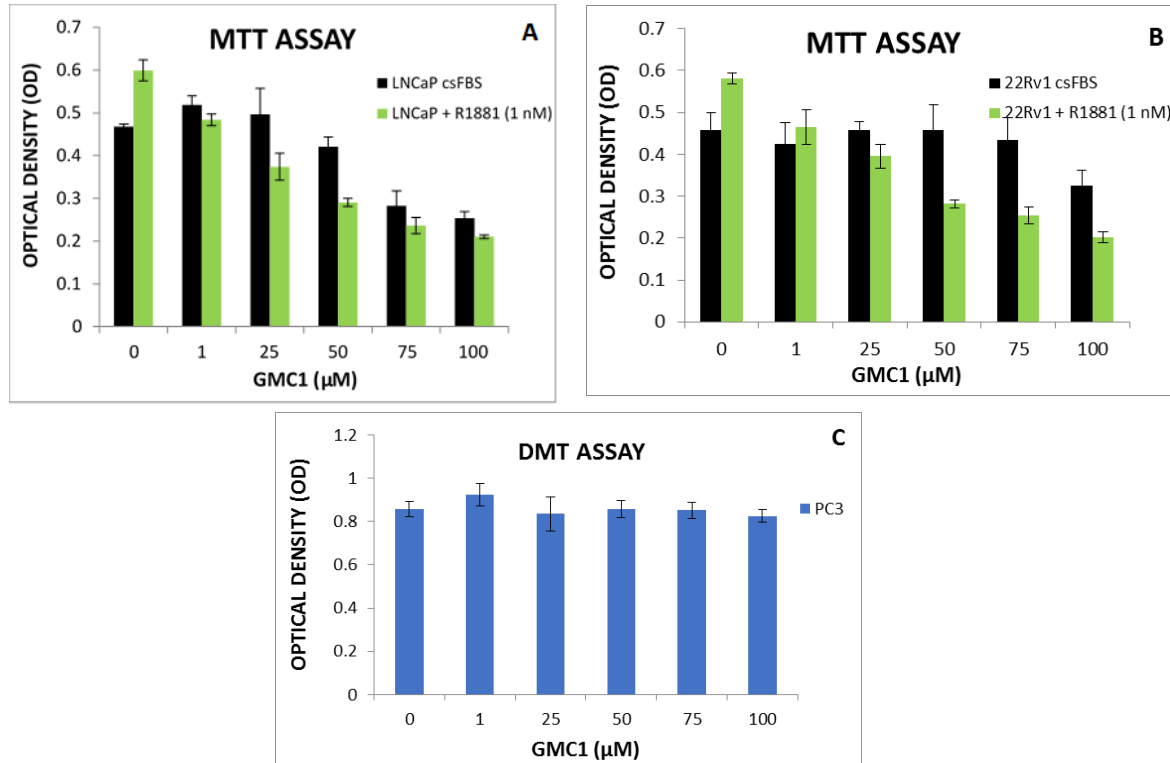 MTT ASSAY
A
LNCaP csFBS
LNCaP + R1881 (1 nM)
OPTICAL DENSITY (OD)
0.7
0.6
0.5
0.4
0.3
0.2
0.1
0
0 1 25 50 75 100
GMC1 (µM)
MTT ASSAY
B
22Rv1 csFBS
22Rv1 + R1881 (1 nM)
OPTICAL DENSITY (OD)
0.7
0.6
0.5
0.4
0.3
0.2
0.1
0
0 1 25 50 75 100
GMC1 (µM)
DMT ASSAY
C
PC3
OPTICAL DENSITY (OD)
1.2
1
0.8
0.6
0.4
0.2
0
0 1 25 50 75 100
GMC1 (µM)